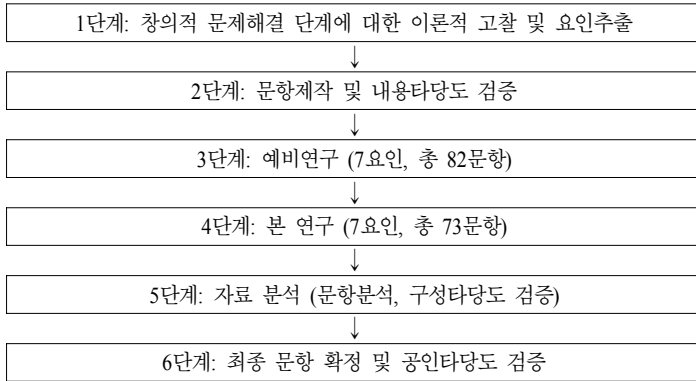 1단계: 창의적 문제해결 단계에 대한 이론적 고찰 및 요인추출
↓
2단계: 문항제작 및 내용타당도 검증
↓
3단계: 예비연구 (7요인, 총 82문항)
↓
4단계: 본 연구 (7요인, 총 73문항)
↓
5단계: 자료 분석 (문항분석, 구성타당도 검증)
↓
6단계: 최종 문항 확정 및 공인타당도 검증